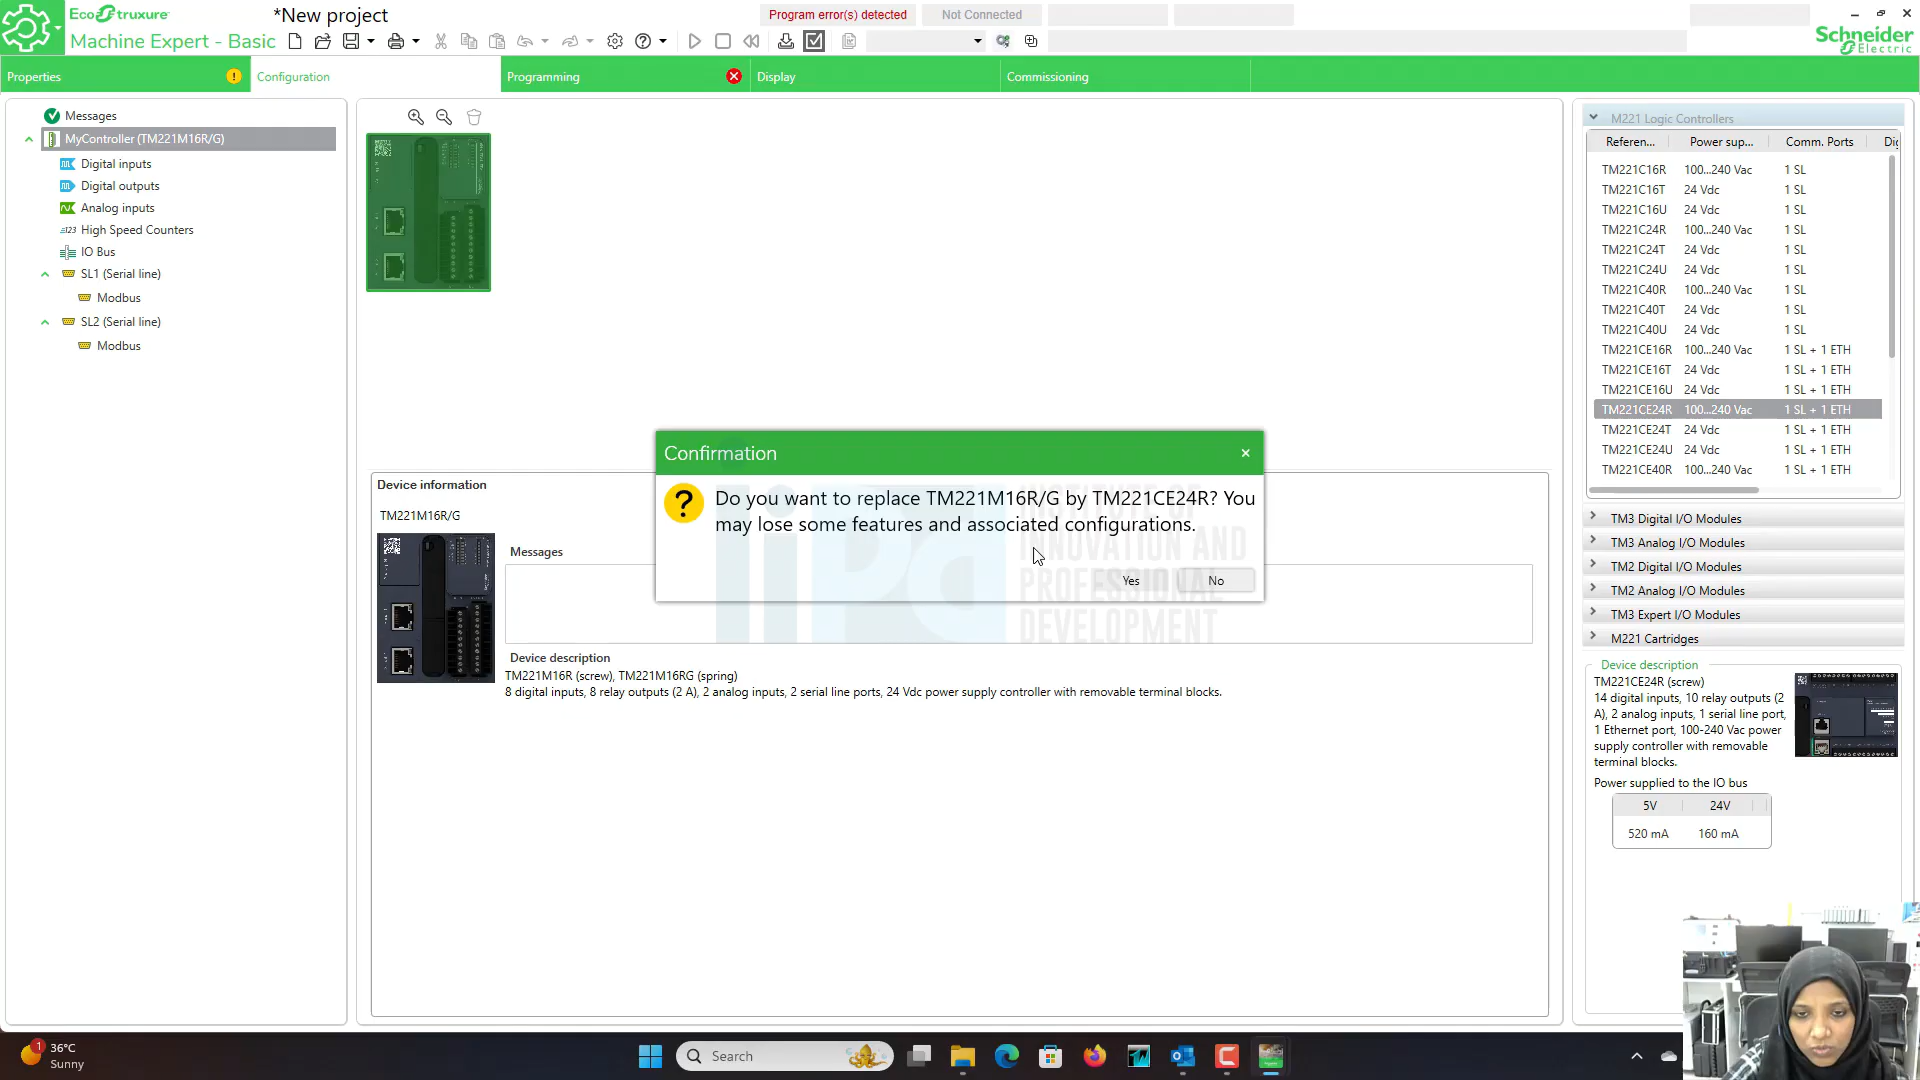 EcoStruxure
Machine Expert - Basic
*New project
Program error(s) detected
Not Connected
Schneider
Electric
Properties
Configuration
Programming
Display
Commissioning
Messages
MyController (TM221M16R/G)
Digital inputs
Digital outputs
Analog inputs
High Speed Counters
IO Bus
SL1 (Serial line)
Modbus
SL2 (Serial line)
Modbus
Device information
TM221M16R/G
Messages
Device description
TM221M16R (screw), TM221M16RG (spring)
8 digital inputs, 8 relay outputs (2 A), 2 analog inputs, 2 serial line ports, 24 Vdc power supply controller with removable terminal blocks.
Confirmation
Do you want to replace TM221M16R/G by TM221CE24R? You
may lose some features and associated configurations.
Yes No
INSTITUTE OF
INNOVATION AND
PROFESSIONAL
DEVELOPMENT
M221 Logic Controllers
Referen... Power sup... Comm. Ports Dig
TM221C16R 100...240 Vac 1 SL
TM221C16T 24 Vdc 1 SL
TM221C16U 24 Vdc 1 SL
TM221C24R 100...240 Vac 1 SL
TM221C24T 24 Vdc 1 SL
TM221C24U 24 Vdc 1 SL
TM221C40R 100...240 Vac 1 SL
TM221C40T 24 Vdc 1 SL
TM221C40U 24 Vdc 1 SL
TM221CE16R 100...240 Vac 1 SL + 1 ETH
TM221CE16T 24 Vdc 1 SL + 1 ETH
TM221CE16U 24 Vdc 1 SL + 1 ETH
TM221CE24R 100...240 Vac 1 SL + 1 ETH
TM221CE24T 24 Vdc 1 SL + 1 ETH
TM221CE24U 24 Vdc 1 SL + 1 ETH
TM221CE40R 100...240 Vac 1 SL + 1 ETH
TM3 Digital I/O Modules
TM3 Analog I/O Modules
TM2 Digital I/O Modules
TM2 Analog I/O Modules
TM3 Expert I/O Modules
M221 Cartridges
Device description
TM221CE24R (screw)
14 digital inputs, 10 relay outputs (2
A), 2 analog inputs, 1 serial line port,
1 Ethernet port, 100-240 Vac power
supply controller with removable
terminal blocks.
Power supplied to the IO bus
5V 24V
520 mA 160 mA
1
36°C
Sunny
Search